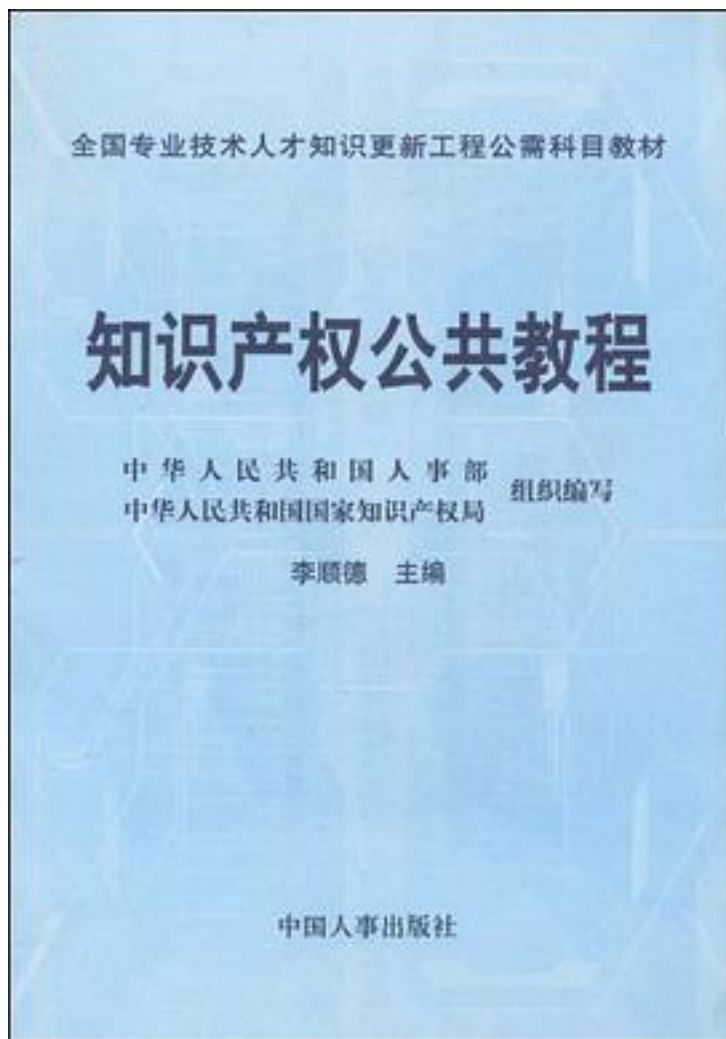 全国专业技术人才知识更新工程公需科目教材
知识产权公共教程
中华人民共和国人事部
中华人民共和国国家知识产权局
组织编写
李顺德 主编
中国人事出版社